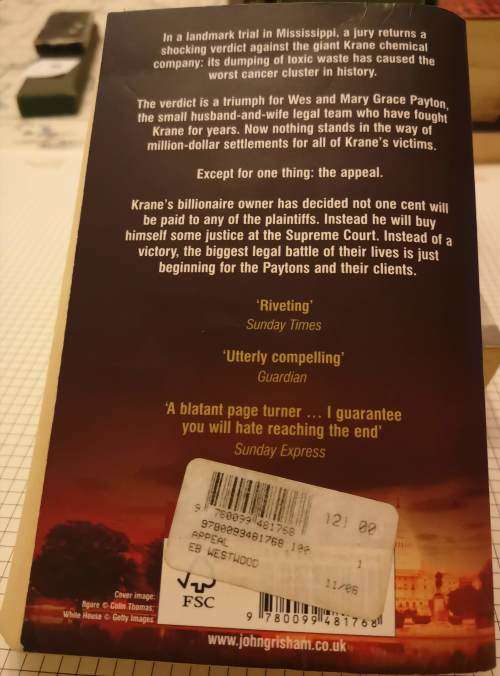 In a landmark trial in Mississippi, a jury returns a
shocking verdict against the giant Krane chemical
company: its dumping of toxic waste has caused the
worst cancer cluster in history.
The verdict is a triumph for Wes and Mary Grace Payton,
the small husband-and-wife legal team who have fought
Krane for years. Now nothing stands in the way of
million-dollar settlements for all of Krane's victims.
Except for one thing: the appeal.
Krane's billionaire owner has decided not one cent will
be paid to any of the plaintiffs. Instead he will buy
himself some justice at the Supreme Court. Instead of a
victory, the biggest legal battle of their lives is just
beginning for the Paytons and their clients.
'Riveting'
Sunday Times
'Utterly compelling'
Guardian
'A blatant page turner ... I guarantee
you will hate reaching the end'
Sunday Express
9 780099 481768
121 00
9780099481768 100
APPEAL 1
EB WESTWOOD
11/06
Cover image:
figure © Colin Thomas;
White House © Getty Images
FSC
9 780099 481768
www.johngrisham.co.uk